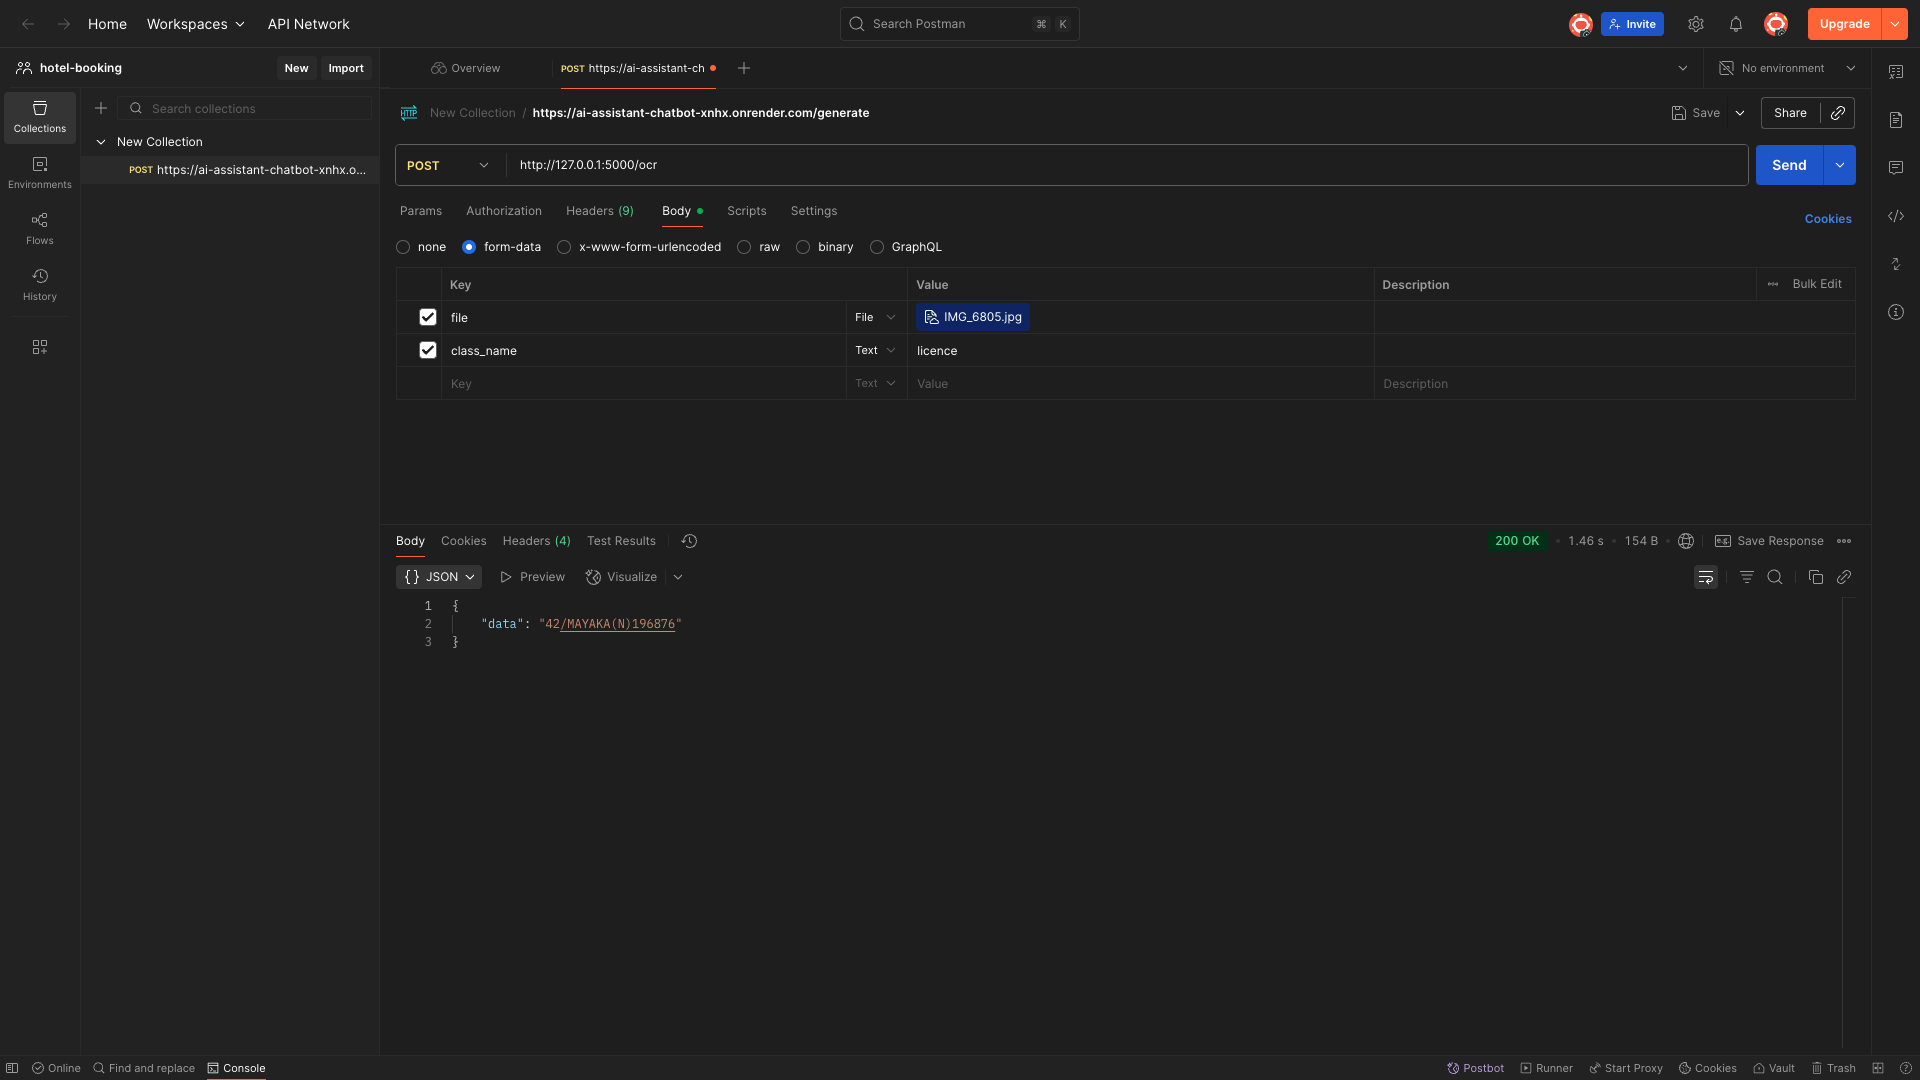 Home Workspaces API Network
Search Postman ⌘ K
Invite
Upgrade
hotel-booking
New Import
Overview
POST https://ai-assistant-ch
No environment
Collections
Environments
Flows
History
Search collections
New Collection
POST https://ai-assistant-chatbot-xnhx.o...
New Collection / https://ai-assistant-chatbot-xnhx.onrender.com/generate
Save
Share
POST http://127.0.0.1:5000/ocr
Send
Params Authorization Headers (9) Body Scripts Settings
Cookies
none form-data x-www-form-urlencoded raw binary GraphQL
Key Value Description ••• Bulk Edit
file File IMG_6805.jpg
class_name Text licence
Key Text Value Description
Body Cookies Headers (4) Test Results
200 OK • 1.46 s • 154 B
e.g. Save Response •••
{} JSON Preview Visualize
1 {
2 "data": "42/MAYAKA(N)196876"
3 }
Online Find and replace Console
Postbot Runner Start Proxy Cookies Vault Trash